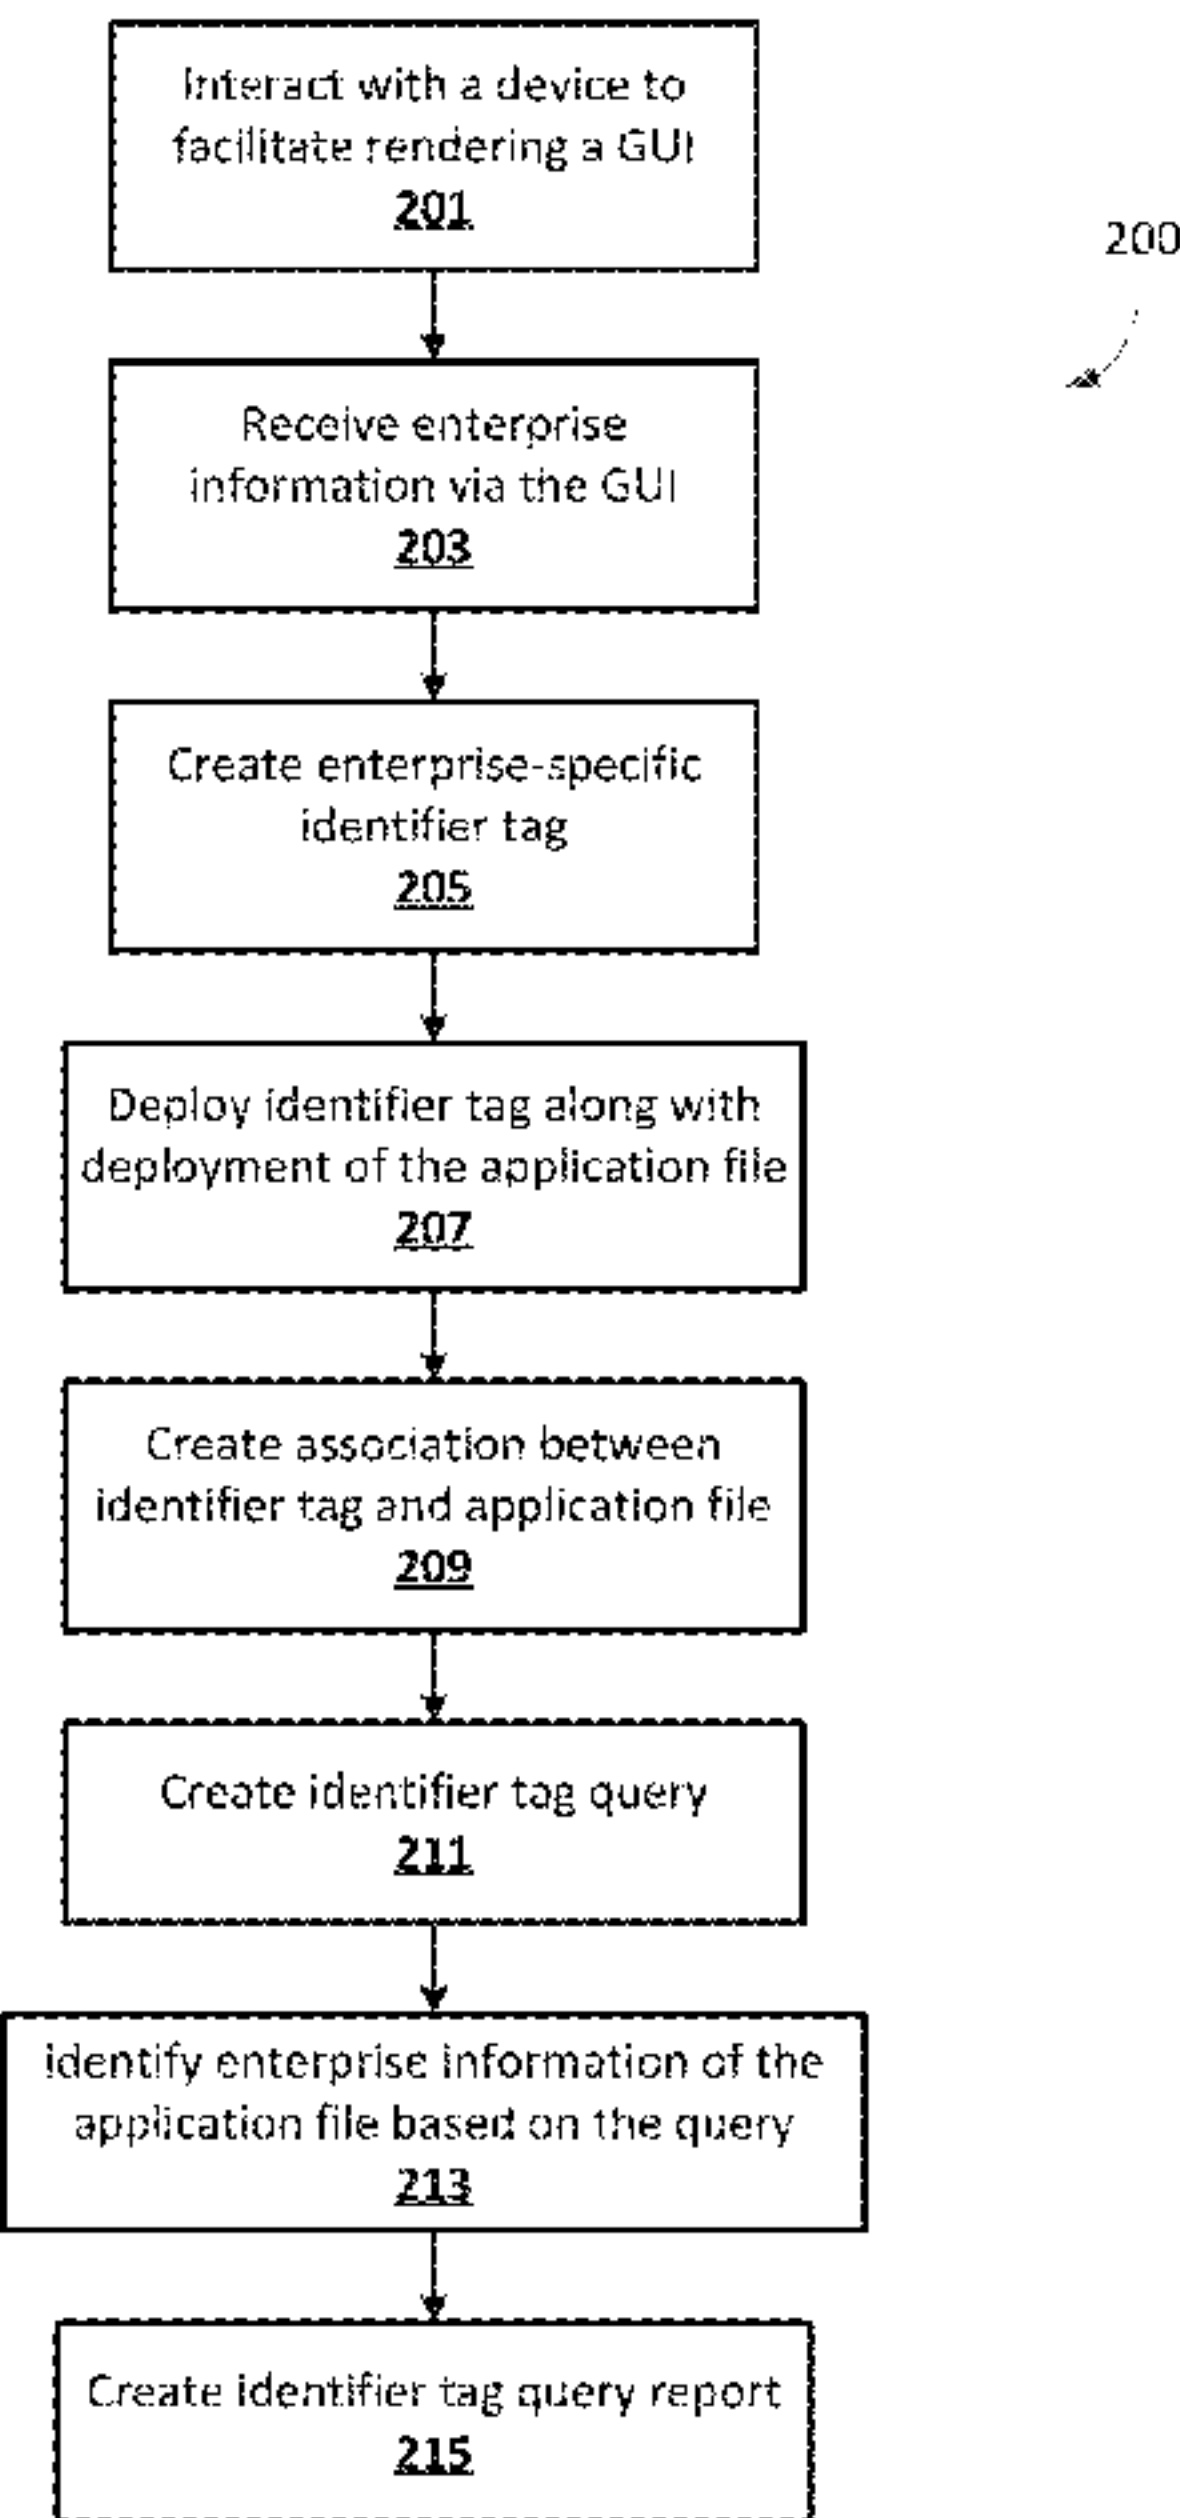 Interact with a device to
facilitate rendering a GUI
201
200
Receive enterprise
information via the GUI
203
Create enterprise-specific
identifier tag
205
Deploy identifier tag along with
deployment of the application file
207
Create association between
identifier tag and application file
209
Create identifier tag query
211
identify enterprise information of the
application file based on the query
213
Create identifier tag query report
215